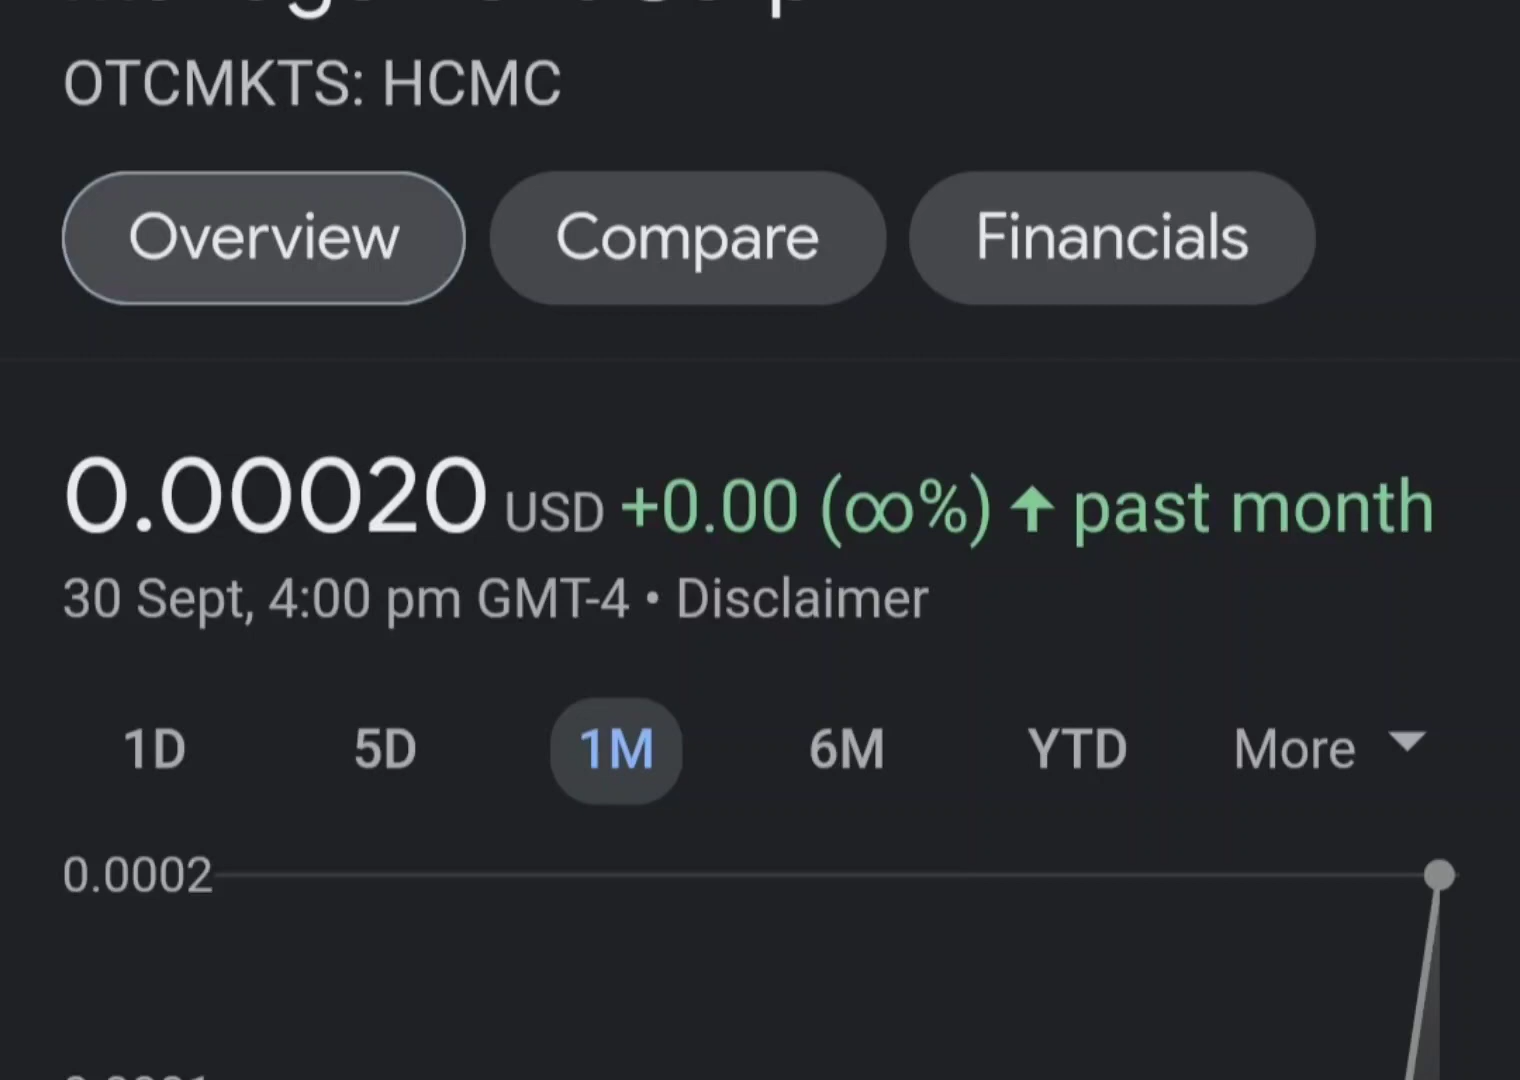 OTCMKTS: HCMC
Overview Compare Financials
0.00020 USD +0.00 (∞%) ↑ past month
30 Sept, 4:00 pm GMT-4 • Disclaimer
1D 5D 1M 6M YTD More
0.0002